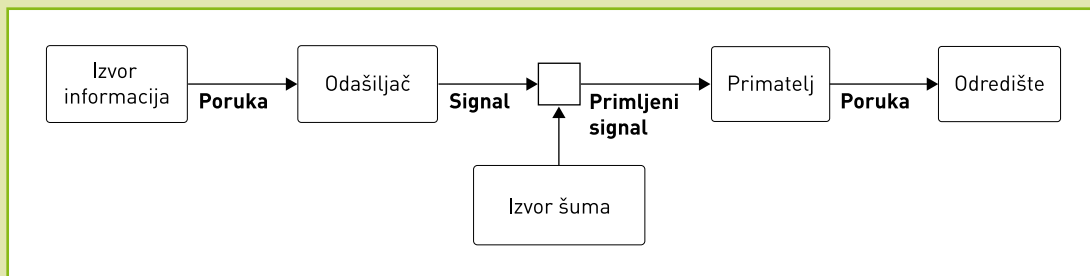 Izvor
informacija
Poruka
Odašiljač
Signal
Primljeni
signal
Primatelj
Poruka
Odredište
Izvor šuma